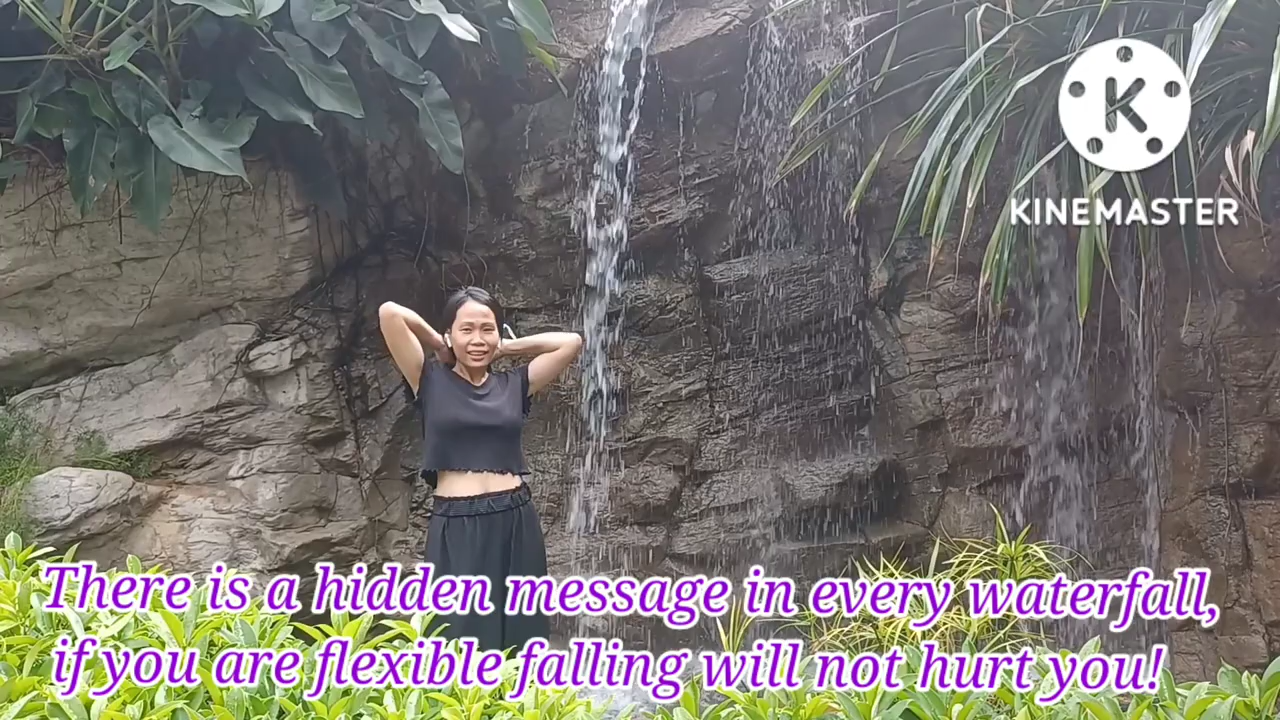 K
KINEMASTER
There is a hidden message in every waterfall,
if you are flexible falling will not hurt you!